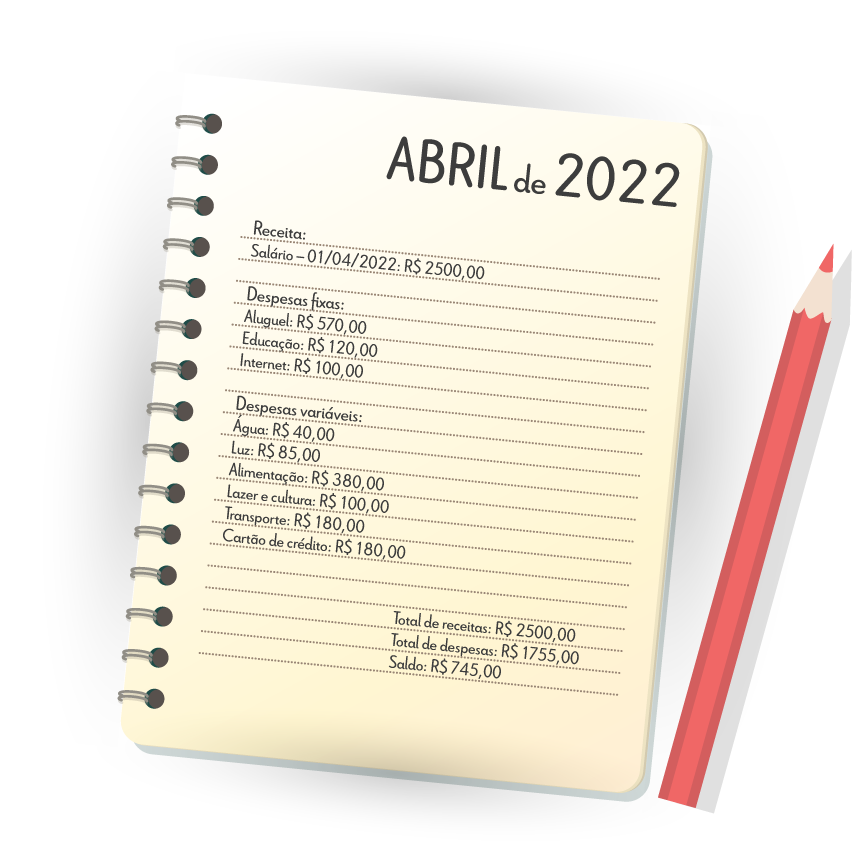 ABRIL de 2022
Receita:
Salário – 01/04/2022: R$ 2500,00
Despesas fixas:
Aluguel: R$ 570,00
Educação: R$ 120,00
Internet: R$ 100,00
Despesas variáveis:
Água: R$ 40,00
Luz: R$ 85,00
Alimentação: R$ 380,00
Lazer e cultura: R$ 100,00
Transporte: R$ 180,00
Cartão de crédito: R$ 180,00
Total de receitas: R$ 2500,00
Total de despesas: R$ 1755,00
Saldo: R$ 745,00